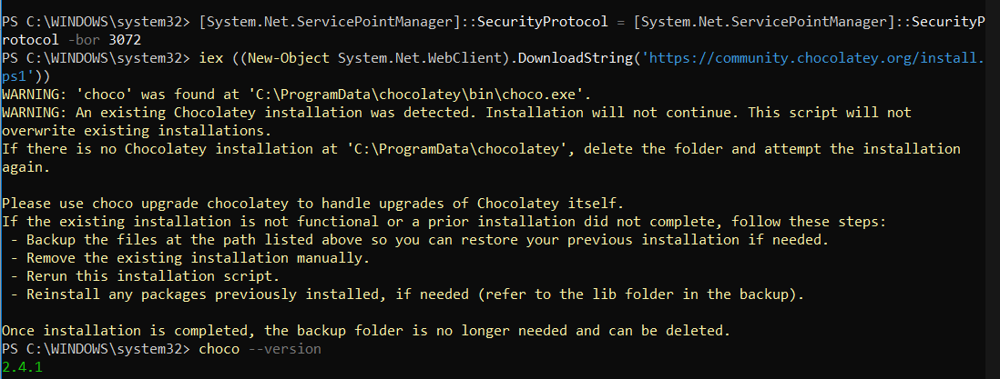 PS C:\WINDOWS\system32> [System.Net.ServicePointManager]::SecurityProtocol = [System.Net.ServicePointManager]::SecurityP
rotocol -bor 3072
PS C:\WINDOWS\system32> iex ((New-Object System.Net.WebClient).DownloadString('https://community.chocolatey.org/install.
ps1'))
WARNING: 'choco' was found at 'C:\ProgramData\chocolatey\bin\choco.exe'.
WARNING: An existing Chocolatey installation was detected. Installation will not continue. This script will not
overwrite existing installations.
If there is no Chocolatey installation at 'C:\ProgramData\chocolatey', delete the folder and attempt the installation
again.

Please use choco upgrade chocolatey to handle upgrades of Chocolatey itself.
If the existing installation is not functional or a prior installation did not complete, follow these steps:
 - Backup the files at the path listed above so you can restore your previous installation if needed.
 - Remove the existing installation manually.
 - Rerun this installation script.
 - Reinstall any packages previously installed, if needed (refer to the lib folder in the backup).

Once installation is completed, the backup folder is no longer needed and can be deleted.
PS C:\WINDOWS\system32> choco --version
2.4.1